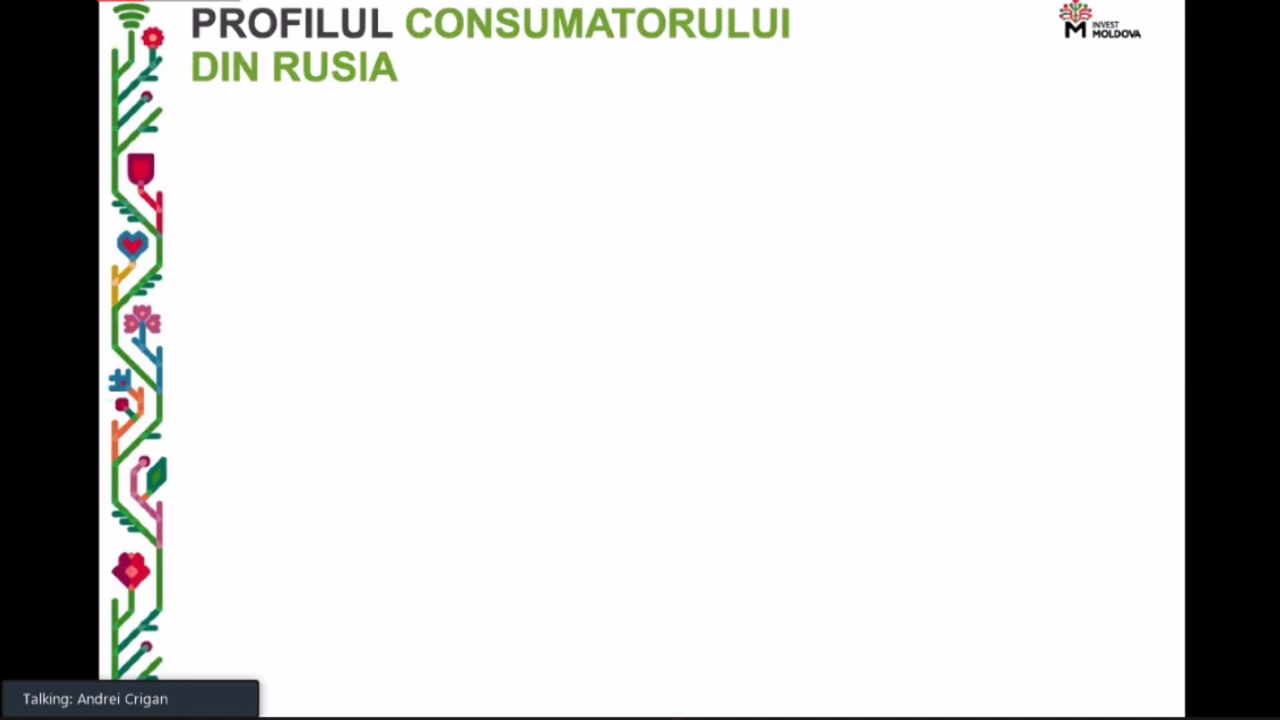 PROFILUL CONSUMATORULUI
DIN RUSIA
INVEST
MOLDOVA
Talking: Andrei Crigan